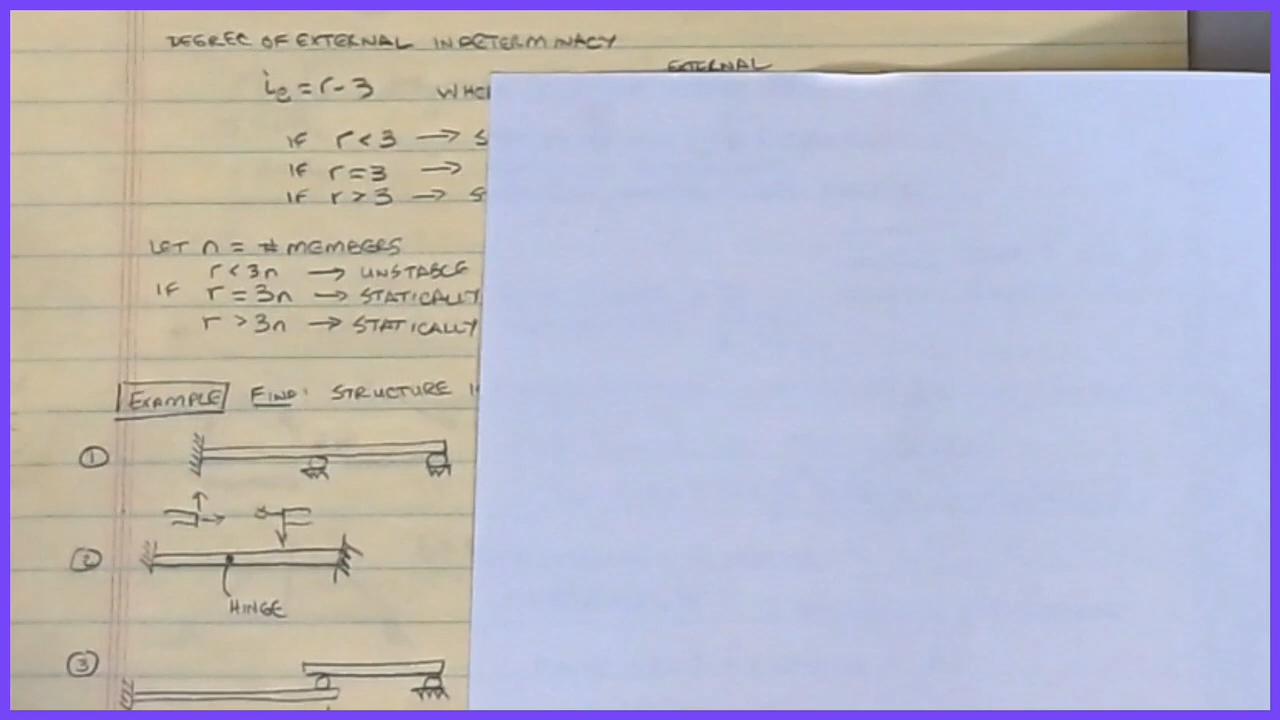 DEGREE OF EXTERNAL INDETERMINACY
EXTERNAL
ie = r - 3
IF r < 3 → S
IF r = 3 →
IF r > 3 → S
LET n = # MEMBERS
r < 3n → UNSTABLE
IF r = 3n → STATICALLY
r > 3n → STATICALLY
EXAMPLE FIND: STRUCTURE
1
2
HINGE
3